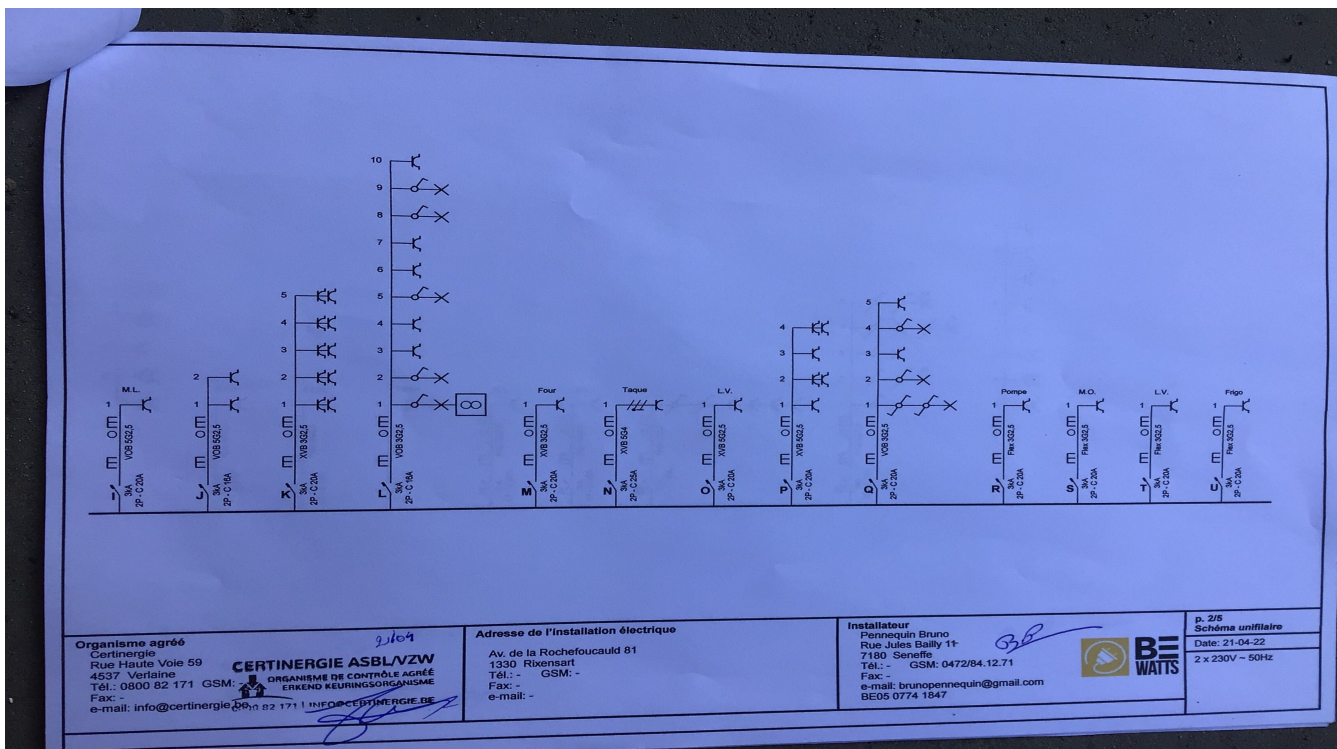 10
9
8
7
6
5
4
3
2
1
5
4
3
2
1
5
4
3
2
1
4
3
2
1
2
1
M.L.
1
Four
1
Taque
1
L.V.
1
Pompe
1
M.O.
1
L.V.
1
Frigo
1
VOB 5G2,5
VOB 5G2,5
XVB 3G2,5
VOB 3G2,5
XVB 3G2,5
XVB 5G4
XVB 5G2,5
XVB 5G2,5
VOB 3G2,5
Flex 3G2,5
Flex 3G2,5
Flex 3G2,5
Flex 3G2,5
I 3kA 2P - C 20A
J 3kA 2P - C 16A
K 3kA 2P - C 20A
L 3kA 2P - C 16A
M 3kA 2P - C 20A
N 3kA 2P - C 25A
O 3kA 2P - C 20A
P 3kA 2P - C 20A
Q 3kA 2P - C 20A
R 3kA 2P - C 20A
S 3kA 2P - C 20A
T 3kA 2P - C 20A
U 3kA 2P - C 20A
Organisme agréé
Certinergie
Rue Haute Voie 59
4537 Verlaine
Tél.: 0800 82 171 GSM:
Fax: -
e-mail: info@certinergie.be
CERTINERGIE ASBL/VZW
ORGANISME DE CONTRÔLE AGRÉÉ
ERKEND KEURINGSORGANISME
82 171 | INFO@CERTINERGIE.BE
Adresse de l'installation électrique
Av. de la Rochefoucauld 81
1330 Rixensart
Tél.: - GSM: -
Fax: -
e-mail: -
Installateur
Pennequin Bruno
Rue Jules Bailly 11
7180 Seneffe
Tél.: - GSM: 0472/84.12.71
Fax: -
e-mail: brunopennequin@gmail.com
BE05 0774 1847
BE
WATTS
p. 2/5
Schéma unifilaire
Date: 21-04-22
2 x 230V ~ 50Hz